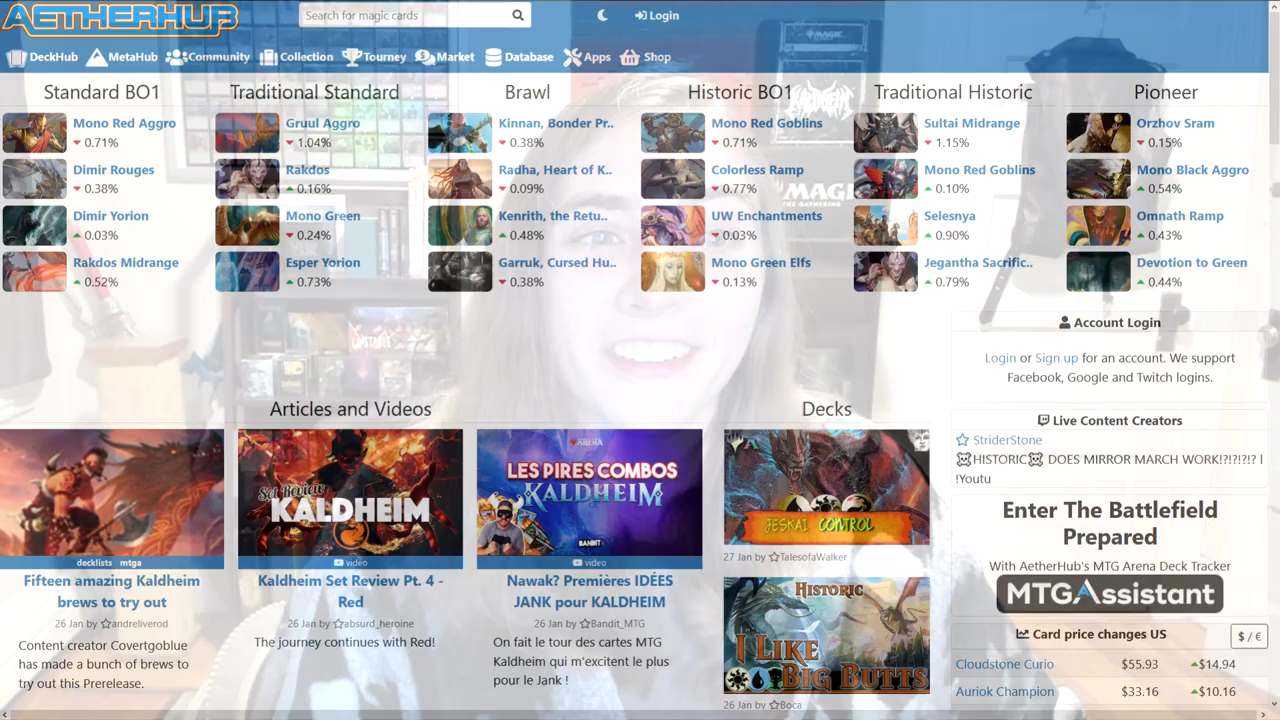 AETHERHUB
Search for magic cards
Login
DeckHub MetaHub Community Collection Tourney Market Database Apps Shop
Standard BO1
Mono Red Aggro
0.71%
Dimir Rouges
0.38%
Dimir Yorion
0.03%
Rakdos Midrange
0.52%
Traditional Standard
Gruul Aggro
1.04%
Rakdos
0.16%
Mono Green
0.24%
Esper Yorion
0.73%
Brawl
Kinnan, Bonder Pr..
0.38%
Radha, Heart of K..
0.09%
Kenrith, the Retu..
0.48%
Garruk, Cursed Hu..
0.38%
Historic BO1
Mono Red Goblins
0.71%
Colorless Ramp
0.77%
UW Enchantments
0.03%
Mono Green Elfs
0.13%
Traditional Historic
Sultai Midrange
1.15%
Mono Red Goblins
0.10%
Selesnya
0.90%
Jegantha Sacrific..
0.79%
Pioneer
Orzhov Sram
0.15%
Mono Black Aggro
0.54%
Omnath Ramp
0.43%
Devotion to Green
0.44%
MAGIC
KALDHEIM
MAGI
THE GATHERING
UNSTABLE
Articles and Videos
decklists mtga
Fifteen amazing Kaldheim
brews to try out
26 Jan by andreliverod
Content creator Covertgoblue
has made a bunch of brews to
try out this Prerelease.
Set Review
KALDHEIM
video
Kaldheim Set Review Pt. 4 -
Red
26 Jan by absurd_heroine
The journey continues with Red!
ARENA
LES PIRES COMBOS
KALDHEIM
BANDIT
video
Nawak? Premières IDÉES
JANK pour KALDHEIM
26 Jan by Bandit_MTG
On fait le tour des cartes MTG
Kaldheim qui m'excitent le plus
pour le Jank !
Decks
JESKAI CONTROL
27 Jan by TalesofaWalker
HISTORIC
I LIKE
BIG BUTTS
26 Jan by Boca
Account Login
Login or Sign up for an account. We support
Facebook, Google and Twitch logins.
Live Content Creators
StriderStone
HISTORIC DOES MIRROR MARCH WORK!?!?!?!? |
!Youtu
Enter The Battlefield
Prepared
With AetherHub's MTG Arena Deck Tracker
MTGAssistant
Card price changes US
$ / €
Cloudstone Curio $55.93 $14.94
Auriok Champion $33.16 $10.16